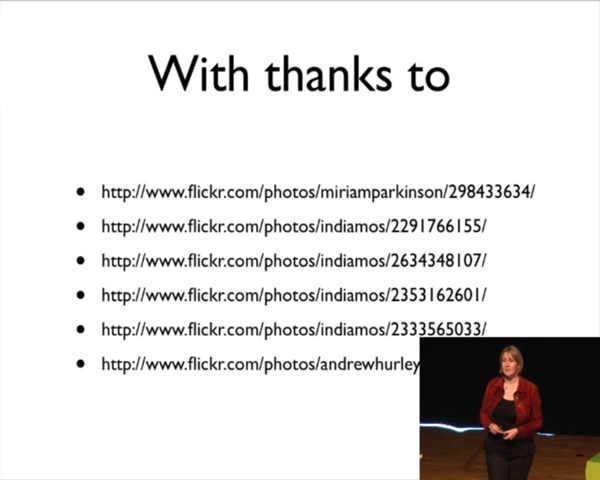 With thanks to
• http://www.flickr.com/photos/miriamparkinson/298433634/
• http://www.flickr.com/photos/indiamos/2291766155/
• http://www.flickr.com/photos/indiamos/2634348107/
• http://www.flickr.com/photos/indiamos/2353162601/
• http://www.flickr.com/photos/indiamos/2333565033/
• http://www.flickr.com/photos/andrewhurley